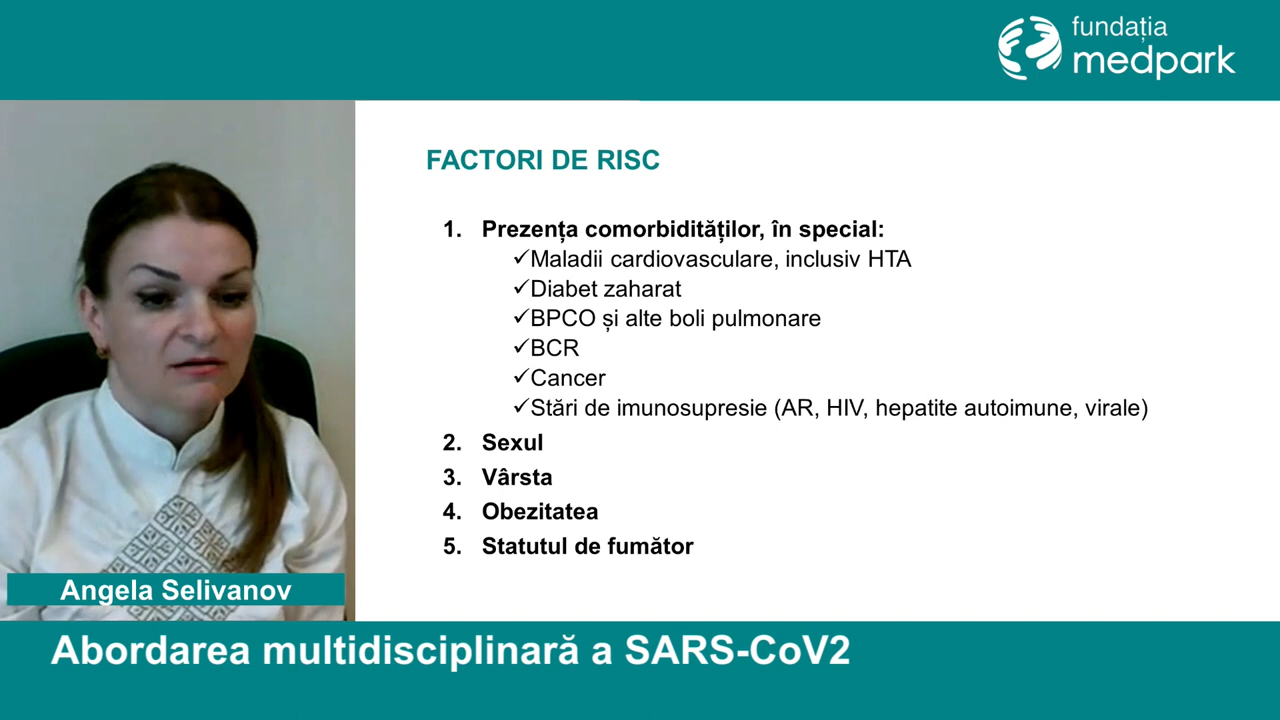 fundația
medpark
FACTORI DE RISC
1. Prezența comorbidităților, în special:
✓Maladii cardiovasculare, inclusiv HTA
✓Diabet zaharat
✓BPCO și alte boli pulmonare
✓BCR
✓Cancer
✓Stări de imunosupresie (AR, HIV, hepatite autoimune, virale)
2. Sexul
3. Vârsta
4. Obezitatea
5. Statutul de fumător
Angela Selivanov
Abordarea multidisciplinară a SARS-CoV2